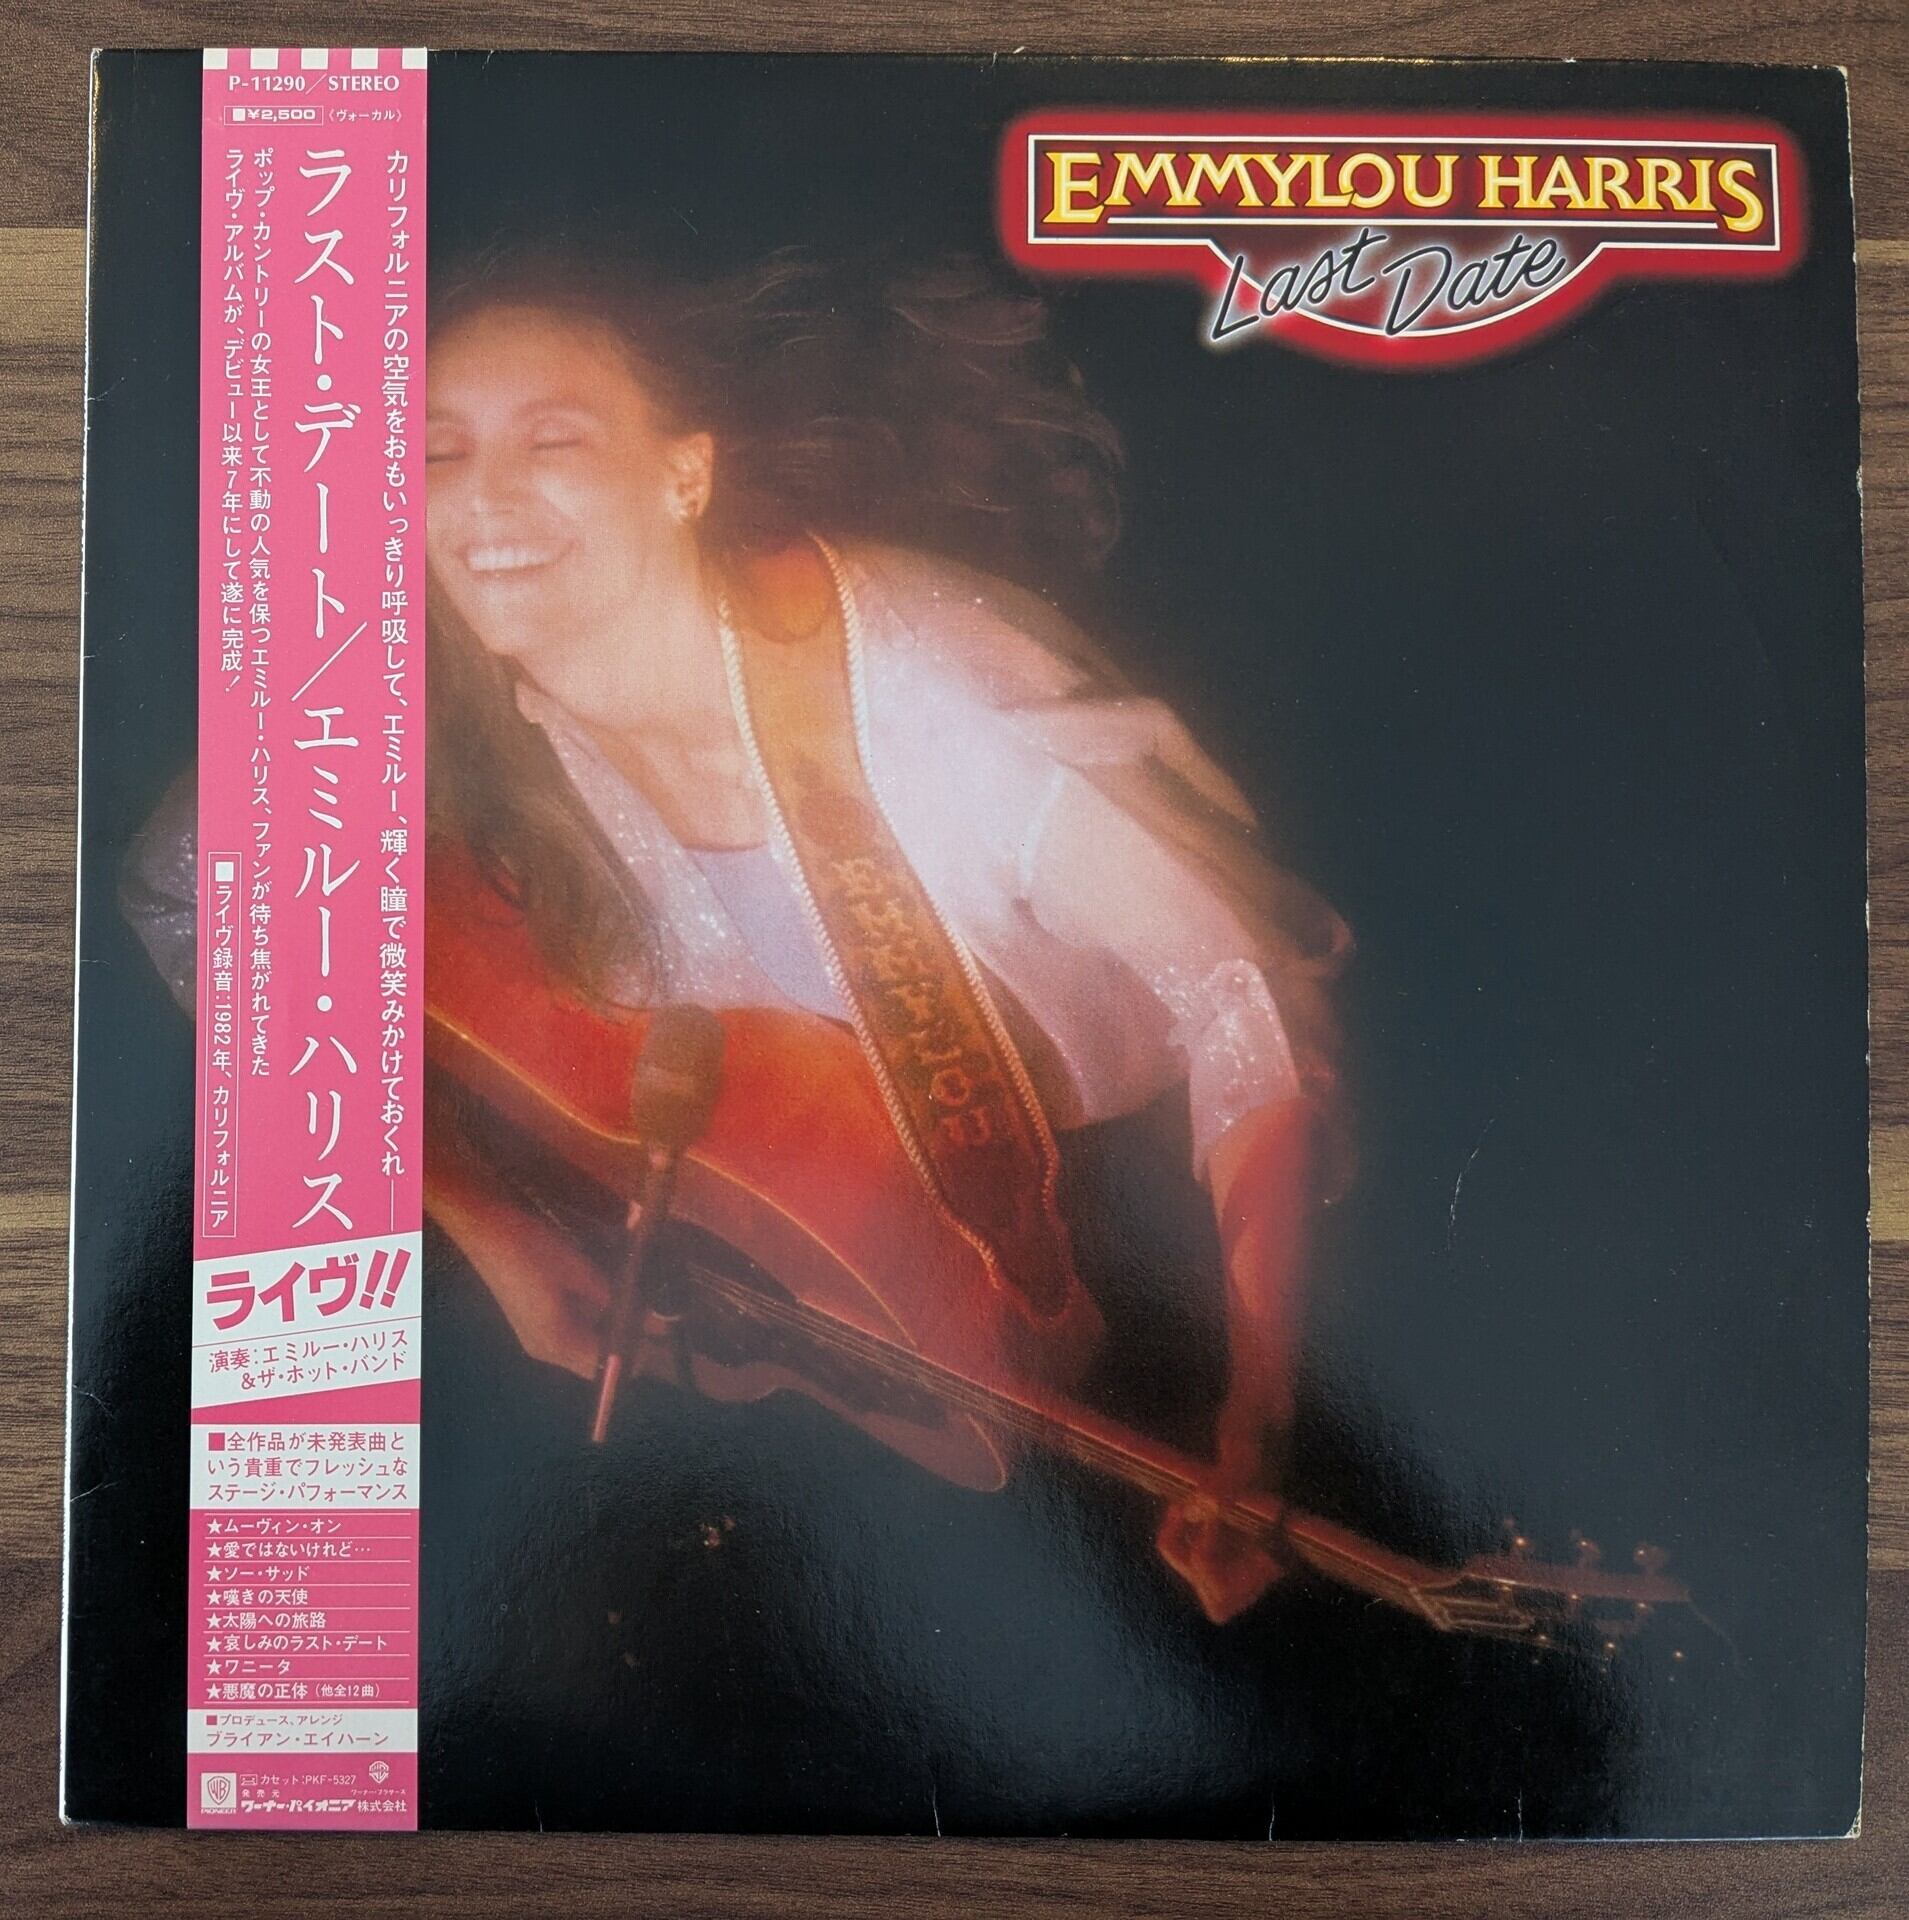 P-11290/STEREO
■¥2,500
《ヴォーカル》
カリフォルニアの空気をおもいっきり呼吸して、エミルー、輝く瞳で微笑みかけておくれ——
ラスト・デート/エミルー・ハリス
ポップ・カントリーの女王として不動の人気を保つエミルー・ハリス、ファンが待ち焦がれてきた
ライヴ・アルバムが、デビュー以来7年にして遂に完成!
■ライヴ録音:1982年、カリフォルニア
ライヴ!!
演奏:エミルー・ハリス
&ザ・ホット・バンド
■全作品が未発表曲と
いう貴重でフレッシュな
ステージ・パフォーマンス
★ムーヴィン・オン
★愛ではないけれど…
★ソー・サッド
★嘆きの天使
★太陽への旅路
★哀しみのラスト・デート
★ワニータ
★悪魔の正体(他全12曲)
■プロデュース、アレンジ
ブライアン・エイハーン
カセット:PKF-5327
ワーナー・ブラザース
発売元
PIONEER
ワーナー・パイオニア株式会社
EMMYLOU HARRIS
Last Date